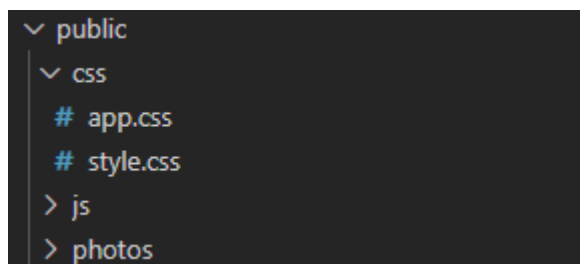 public
css
# app.css
# style.css
js
photos